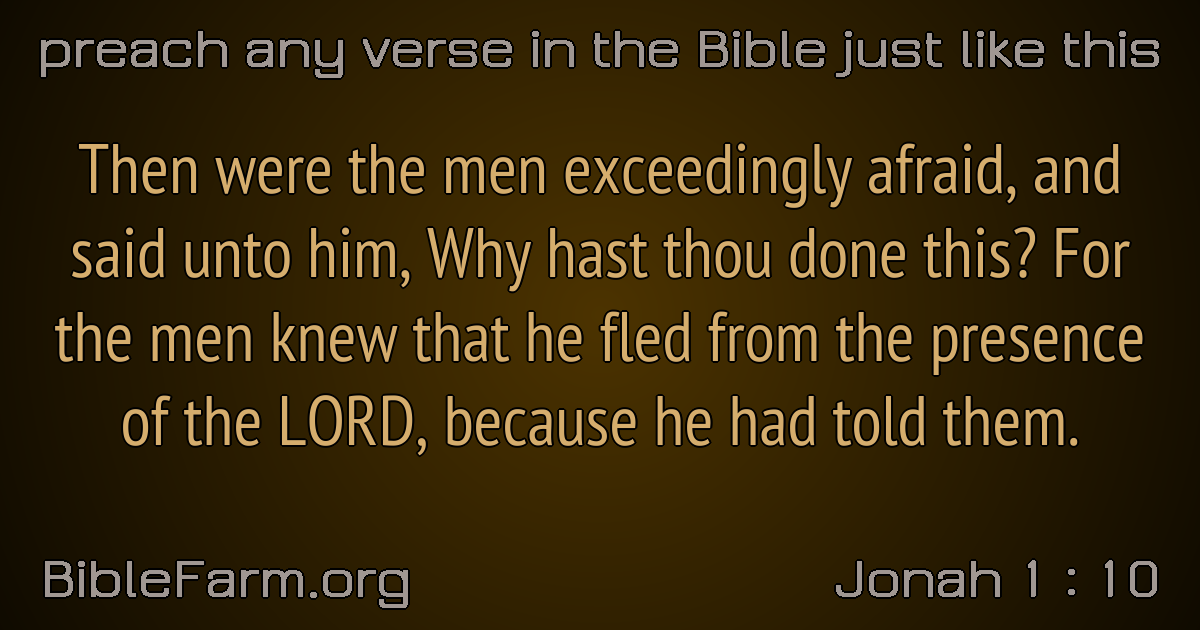 preach any verse in the Bible just like this
Then were the men exceedingly afraid, and
said unto him, Why hast thou done this? For
the men knew that he fled from the presence
of the LORD, because he had told them.
BibleFarm.org
Jonah 1 : 10